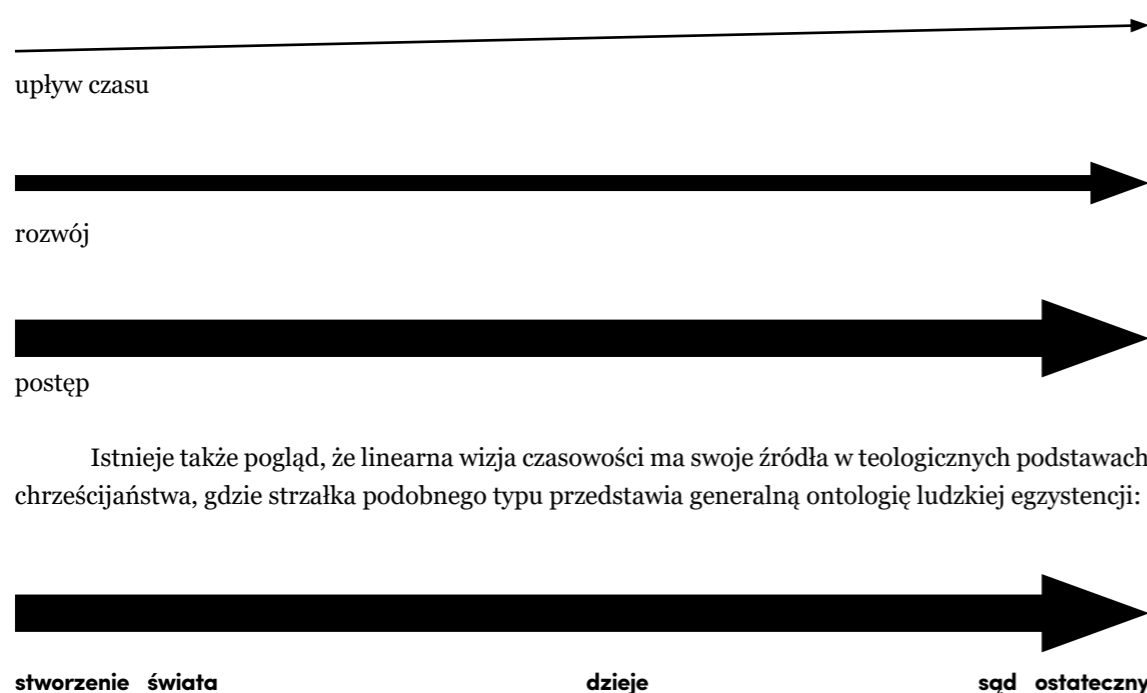 upływ czasu
rozwój
postęp
Istnieje także pogląd, że linearna wizja czasowości ma swoje źródła w teologicznych podstawach
chrześcijaństwa, gdzie strzałka podobnego typu przedstawia generalną ontologię ludzkiej egzystencji:
stworzenie świata dzieje sąd ostateczny